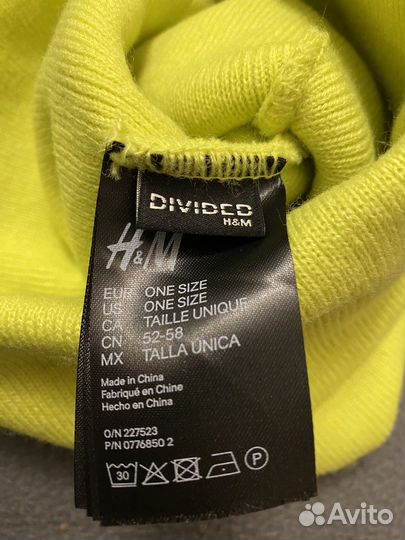 DIVIDED
H&M
H&M
EUR ONE SIZE
US ONE SIZE
CA TAILLE UNIQUE
CN 52-58
MX TALLA ÚNICA
Made in China
Fabriqué en Chine
Hecho en China
O/N 227523
P/N 0776850 2
30 P
Avito